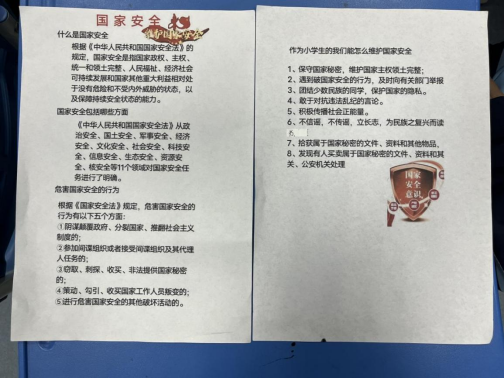 国家安全
维护国家安全
什么是国家安全
根据《中华人民共和国国家安全法》的
规定，国家安全是指国家政权、主权、
统一和领土完整、人民福祉、经济社会
可持续发展和国家其他重大利益相对处
于没有危险和不受内外威胁的状态，以
及保障持续安全状态的能力。
国家安全包括哪些方面
《中华人民共和国国家安全法》从政
治安全、国土安全、军事安全、经济
安全、文化安全、社会安全、科技安
全、信息安全、生态安全、资源安
全、核安全等11个领域对国家安全任
务进行了明确。
危害国家安全的行为
根据《国家安全法》规定，危害国家安全的
行为有以下五个方面:
①阴谋颠覆政府、分裂国家、推翻社会主义
制度的；
②参加间谍组织或者接受间谍组织及其代理
人任务的；
③窃取、刺探、收买、非法提供国家秘密
的；
④策动、勾引、收买国家工作人员叛变的；
⑤进行危害国家安全的其他破坏活动的。
作为小学生的我们能怎么维护国家安全
1、保守国家秘密，维护国家主权领土完整；
2、遇到破国家安全的行为，及时向有关部门举报
3、团结少数民族的同学，保护国家的隐私。
4、敢于对抗违法乱纪的言论。
5、积极传播社会正能量。
6、不信谣、不传谣、立长志，为民族之复兴而读
书。
7、拾获属于国家秘密的文件、资料和其他物品、
8、发现有人买卖属于国家秘密的文件、资料和其
关、公安机关处理
国家
安全
意识